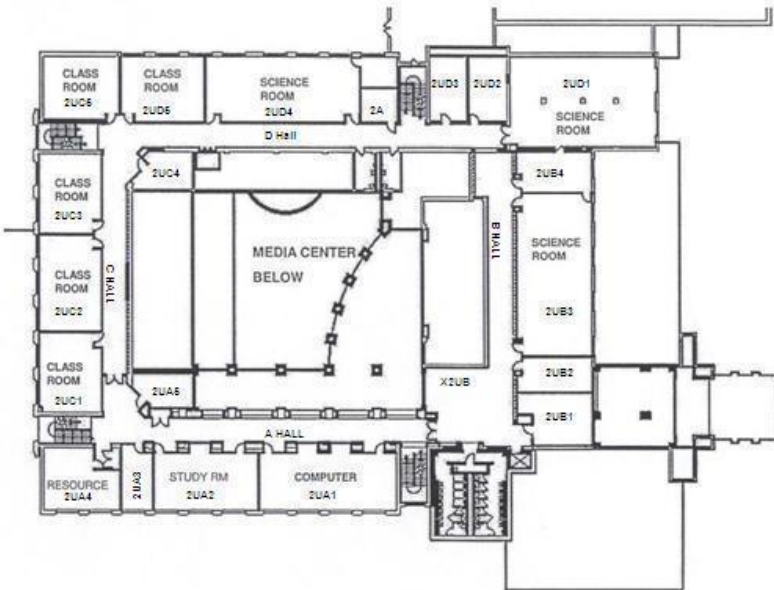 CLASS
ROOM
2UC5
CLASS
ROOM
2UD5
SCIENCE
ROOM
2UD4
2A
2UD3
2UD2
2UD1
SCIENCE
ROOM
D Hall
2UC4
2UB4
CLASS
ROOM
2UC3
MEDIA CENTER
BELOW
B HALL
SCIENCE
ROOM
2UB3
C HALL
CLASS
ROOM
2UC2
CLASS
ROOM
2UC1
2UA5
X2UB
2UB2
2UB1
A HALL
RESOURCE
2UA4
2UA3
STUDY RM
2UA2
COMPUTER
2UA1